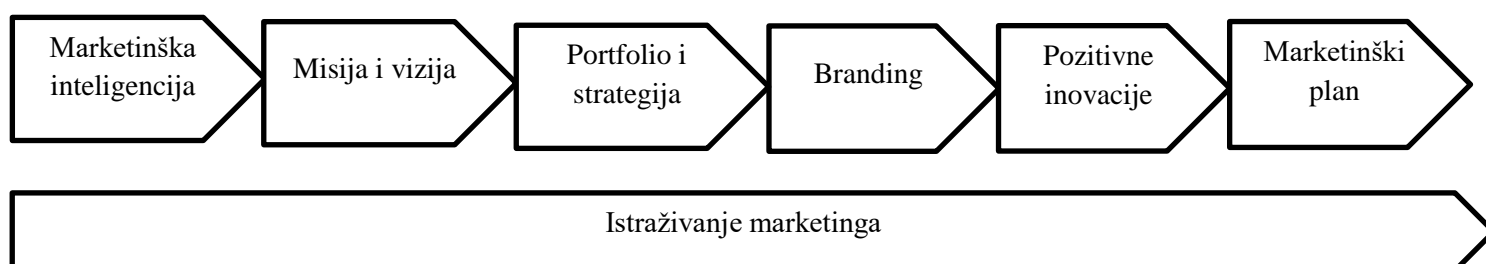 Marketinška
inteligencija
Misija i vizija
Portfolio i
strategija
Branding
Pozitivne
inovacije
Marketinški
plan
Istraživanje marketinga